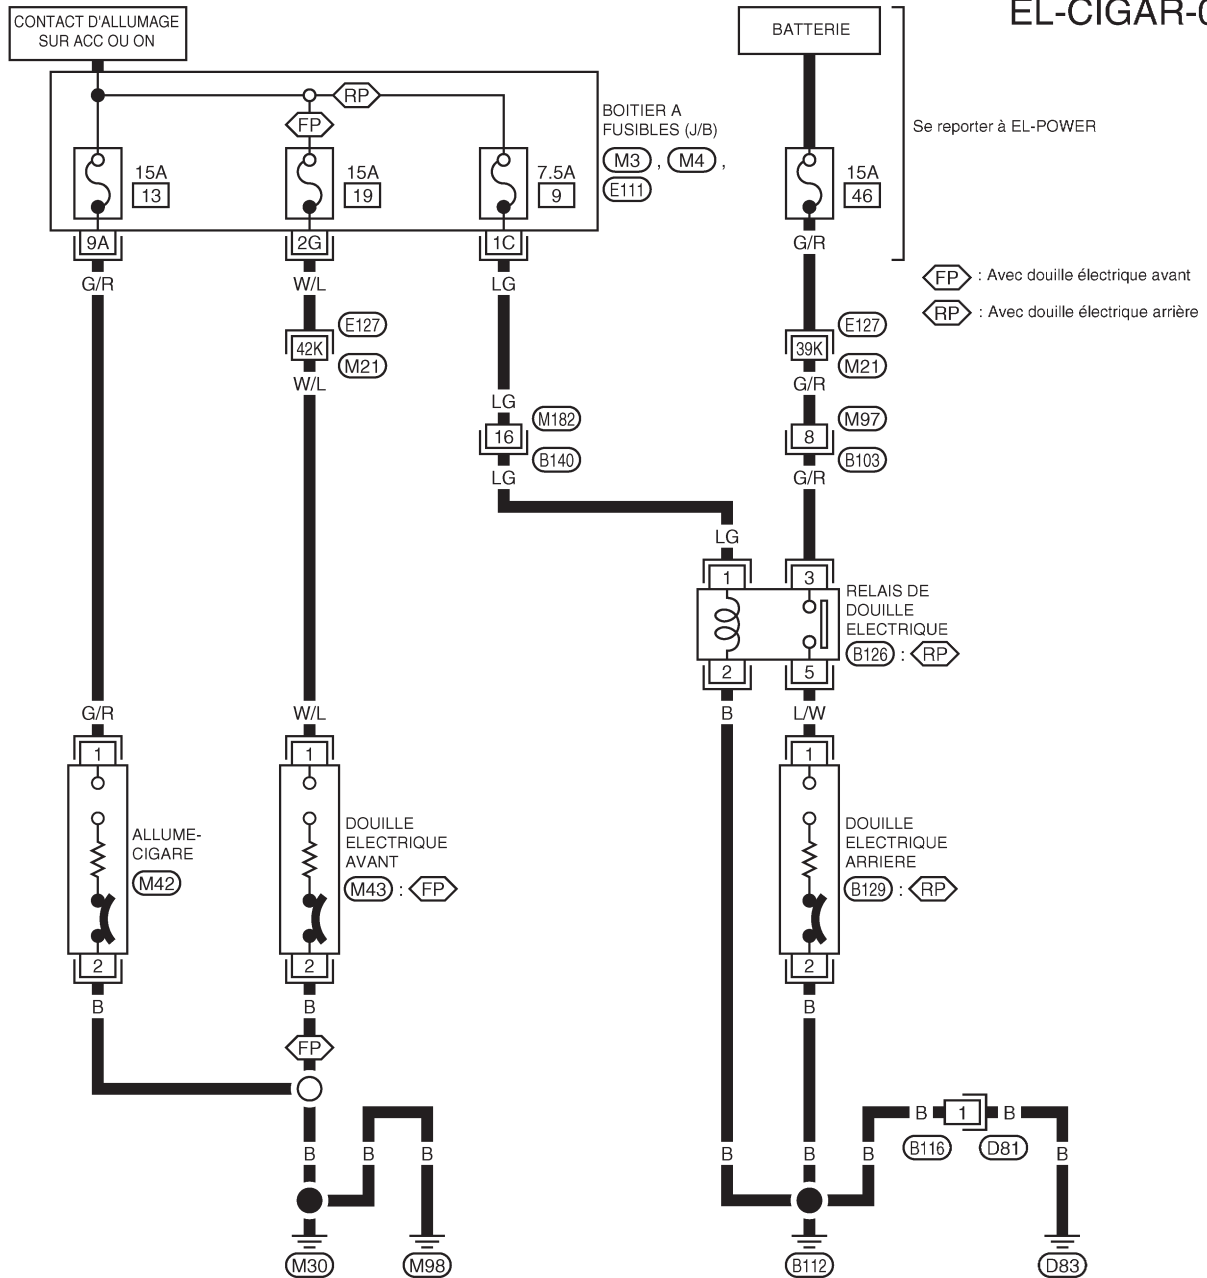 EL-CIGAR-0
CONTACT D'ALLUMAGE
SUR ACC OU ON
BATTERIE
RP
FP
BOITIER A
FUSIBLES (J/B)
M3 , M4 ,
E111
Se reporter à EL-POWER
15A
13
15A
19
7.5A
9
15A
46
9A
2G
1C
G/R
G/R
W/L
LG
FP : Avec douille électrique avant
RP : Avec douille électrique arrière
E127
42K
M21
W/L
E127
39K
M21
G/R
LG
M182
16
B140
LG
M97
8
B103
G/R
LG
1
3
RELAIS DE
DOUILLE
ELECTRIQUE
B126 : RP
2
5
G/R
W/L
B
L/W
1
1
1
ALLUME-
CIGARE
M42
DOUILLE
ELECTRIQUE
AVANT
M43 : FP
DOUILLE
ELECTRIQUE
ARRIERE
B129 : RP
2
2
2
B
B
B
FP
B
1
B
B116
D81
B
B
B
B
B
B
B
M30
M98
B112
D83